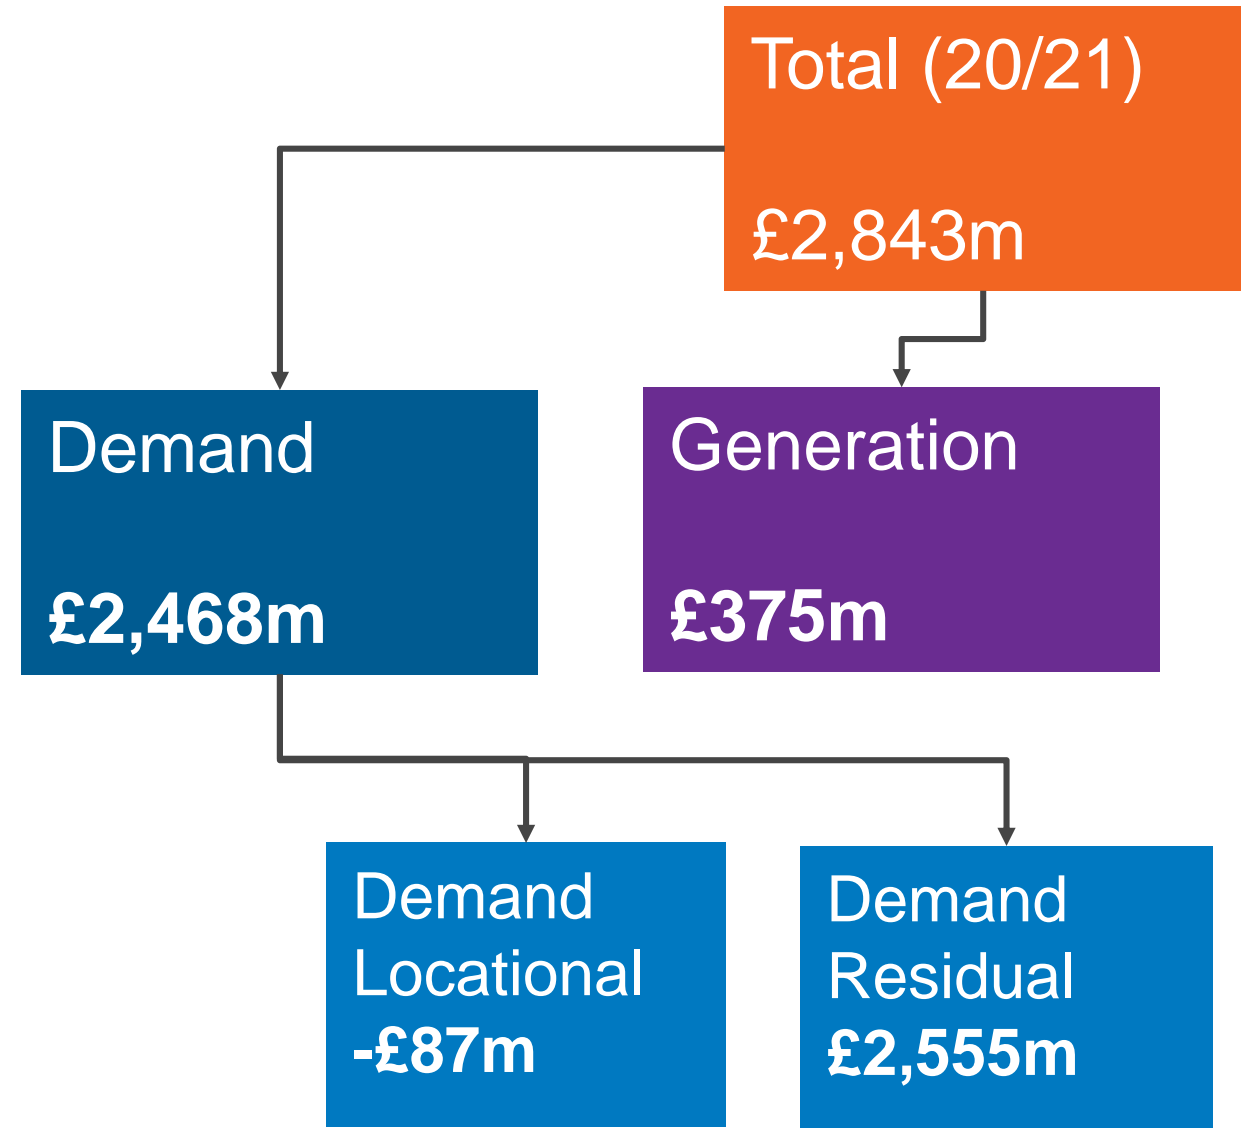 Total (20/21)
£2,843m
Demand
£2,468m
Generation
£375m
Demand
Locational
-£87m
Demand
Residual
£2,555m